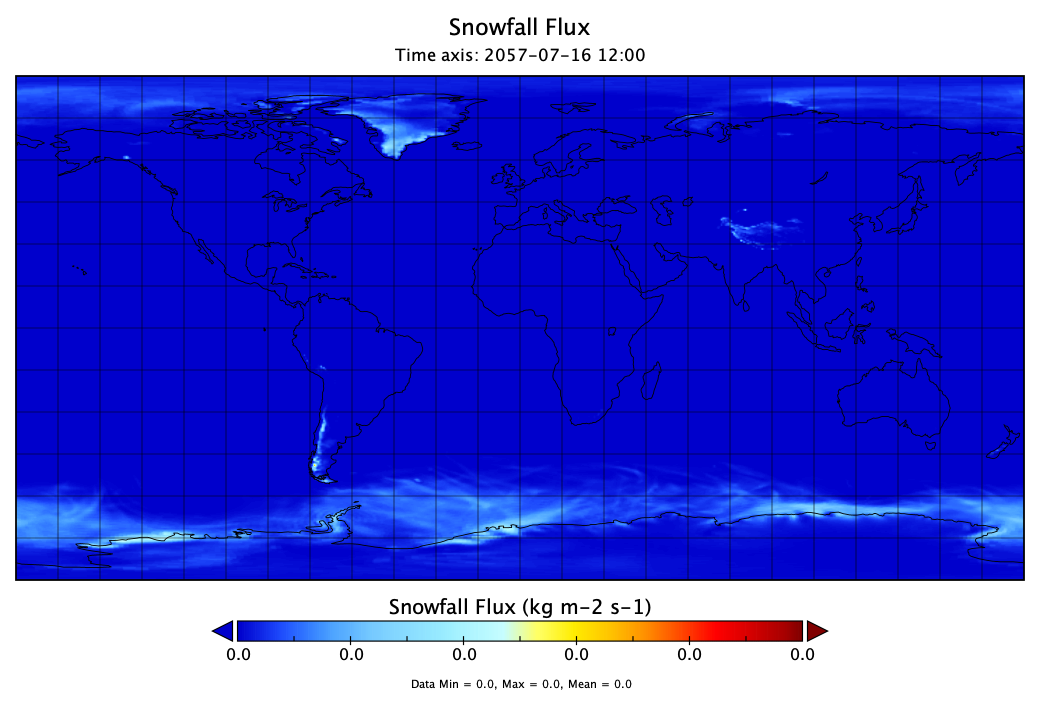 Snowfall Flux
Time axis: 2057-07-16 12:00
Snowfall Flux (kg m-2 s-1)
0.0 0.0 0.0 0.0 0.0 0.0
Data Min = 0.0, Max = 0.0, Mean = 0.0